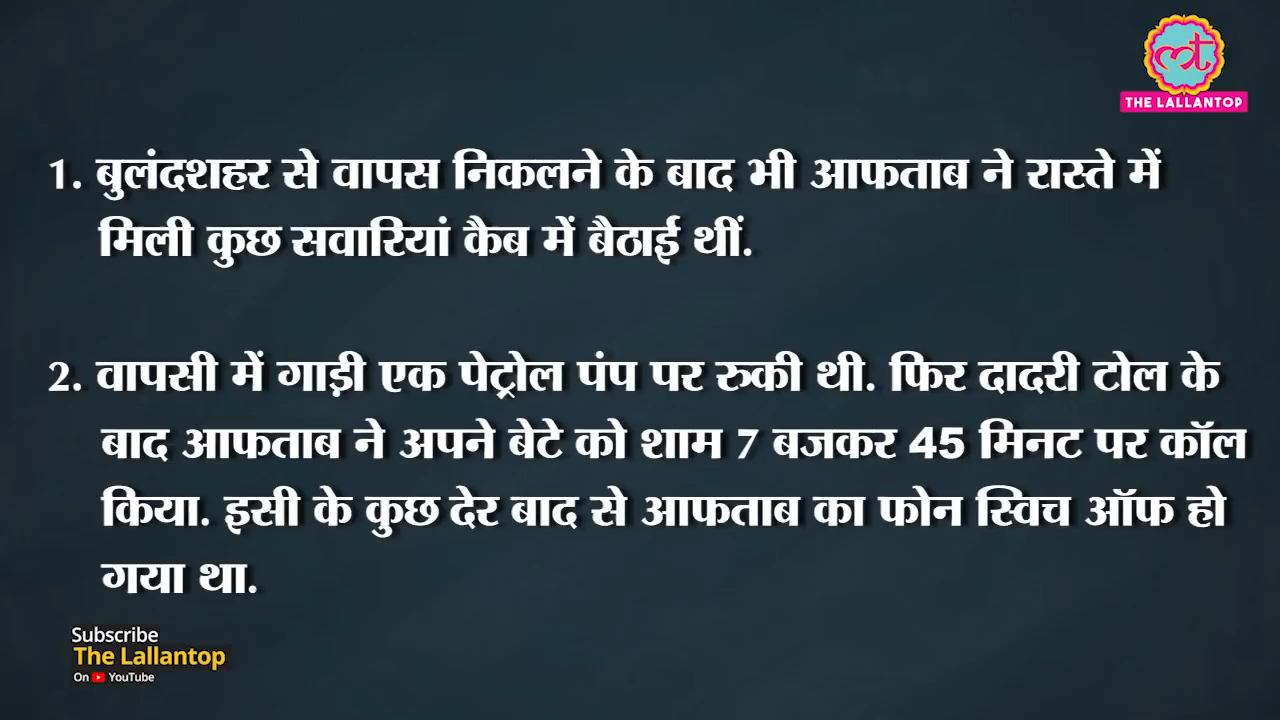 THE LALLANTOP
1. बुलंदशहर से वापस निकलने के बाद भी आफताब ने रास्ते में
मिली कुछ सवारियां कैब में बैठाई थीं.
2. वापसी में गाड़ी एक पेट्रोल पंप पर रुकी थी. फिर दादरी टोल के
बाद आफताब ने अपने बेटे को शाम 7 बजकर 45 मिनट पर कॉल
किया. इसी के कुछ देर बाद से आफताब का फोन स्विच ऑफ हो
गया था.
Subscribe
The Lallantop
On YouTube